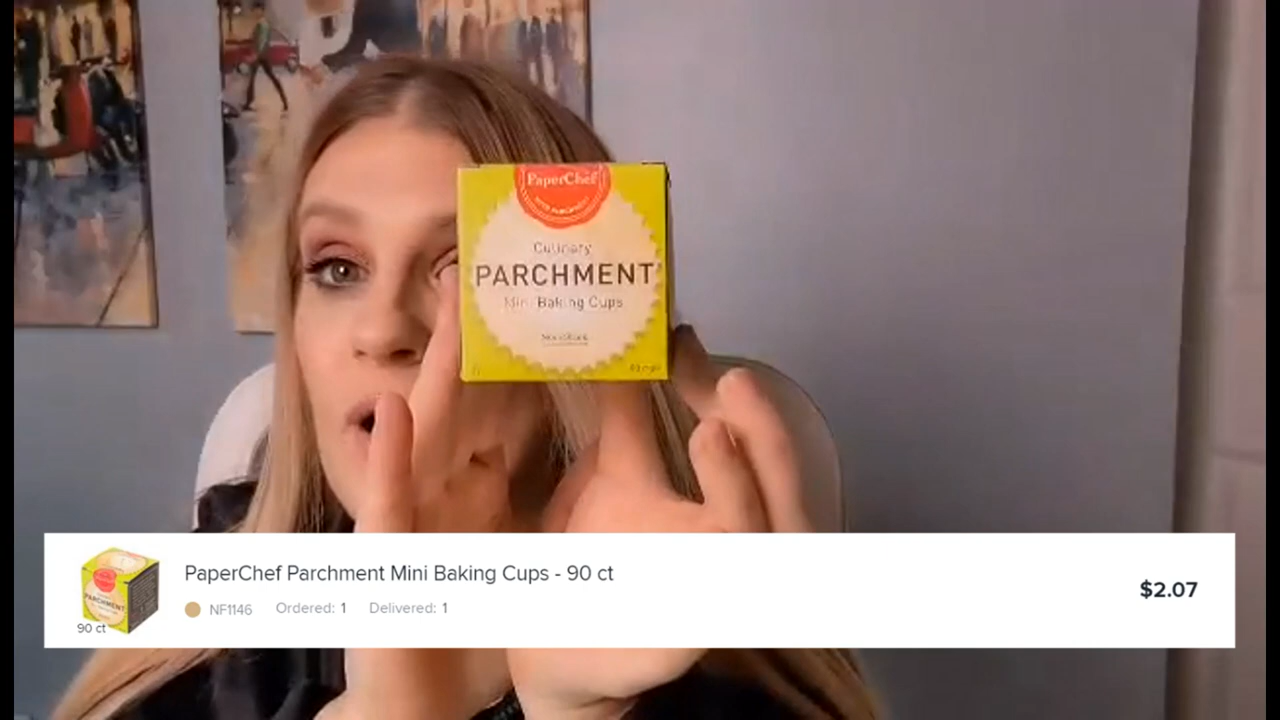 PaperChef
Culinary
PARCHMENT
Mini Baking Cups
PaperChef Parchment Mini Baking Cups - 90 ct
NF1146 Ordered: 1 Delivered: 1
90 ct
$2.07